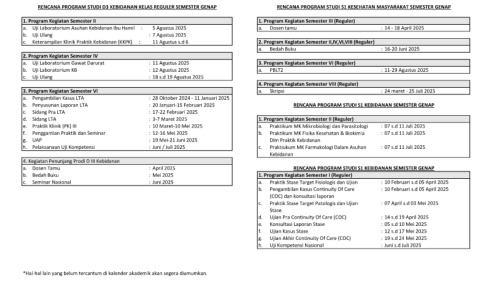 RENCANA PROGRAM STUDI D3 KEBIDANAN KELAS REGULER SEMESTER GENAP
1. Program Kegiatan Semester II
a. Uji Laboratorium Asuhan Kebidanan Ibu Hamil : 5 Agustus 2025
b. Uji Ulang : 7 Agustus 2025
c. Keterampilan Klinik Praktik Kebidanan (KKPK) : 11 Agustus s.d 6
2. Program Kegiatan Semester IV
a. Uji Laboratorium Gawat Darurat : 11 Agustus 2025
b. Uji Laboratorium KB : 12 Agustus 2025
c. Uji Ulang : 18 s.d 19 Agustus 2025
3. Program Kegiatan Semester VI
a. Pengambilan Kasus LTA : 28 Oktober 2024 - 11 Januari 2025
b. Penyusunan Laporan LTA : 20 Januari-15 Februari 2025
c. Sidang Pra LTA : 17-22 Februari 2025
d. Sidang LTA : 3-7 Maret 2025
e. Praktik Klinik (PK) III : 10 Maret-10 Mei 2025
f. Penggantian Praktik dan Seminar : 12-16 Mei 2025
g. UAP : 19 Mei-21 Juni 2025
h. Pelaksanaan Uji Kompetensi : Juni / Juli 2025
4. Kegiatan Penunjang Prodi D III Kebidanan
a. Dosen Tamu : April 2025
b. Bedah Buku : Mei 2025
c. Seminar Nasional : Juni 2025
*Hal-hal lain yang belum tercantum di kalender akademik akan segera diumumkan.
RENCANA PROGRAM STUDI S1 KESEHATAN MASYARAKAT SEMESTER GENAP
1. Program Kegiatan Semester III (Reguler)
a. Dosen tamu : 14 - 18 April 2025
2. Program Kegiatan Semester II,IV,VI,VIII (Reguler)
a. Bedah Buku : 16-20 Juni 2025
3. Program Kegiatan Semester VI (Reguler)
a. PBLT2 : 11-29 Agustus 2025
4. Program Kegiatan Semester VIII (Reguler)
a. Skripsi : 24 maret - 25 Juli 2025
RENCANA PROGRAM STUDI S1 KEBIDANAN SEMESTER GENAP
1. Program Kegiatan Semester II (Reguler)
a. Praktikum MK Mikrobiologi dan Parasitologi : 07 s.d 11 Juli 2025
b. Praktikum MK Fisika Kesehatan & Biokimia : 07 s.d 11 Juli 2025
Dlm Praktik Kebidanan
c. Praktikum MK Farmakologi Dalam Asuhan : 07 s.d 11 Juli 2025
Kebidanan
RENCANA PROGRAM STUDI S1 KEBIDANAN SEMESTER GENAP
1. Program Kegiatan Semester I (Reguler)
a. Praktik Stase Target Fisiologis dan Ujian : 10 Februari s.d 05 April 2025
b. Pengambilan Kasus Continuity Of Care : 10 Februari s.d 05 April 2025
(COC) dan konsultasi laporan
c. Praktik Stase Target Patologis dan Ujian : 07 April s.d 03 Mei 2025
Stase
d. Ujian Pra Continuity Of Care (COC) : 14 s.d 19 April 2025
e. Konsultasi Laporan Stase : 05 s.d 10 Mei 2025
f. Ujian Kasus Stase : 12 s.d 17 Mei 2025
g. Ujian Akhir Continuity Of Care (COC) : 19 s.d 24 Mei 2025
h. Uji Kompetensi Nasional : Juni s.d Juli 2025